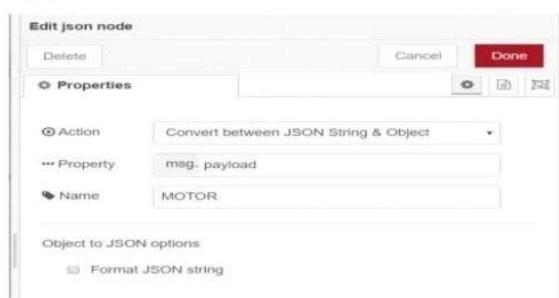 Edit json node
Delete Cancel Done
Properties
Action Convert between JSON String & Object
Property msg. payload
Name MOTOR
Object to JSON options
Format JSON string